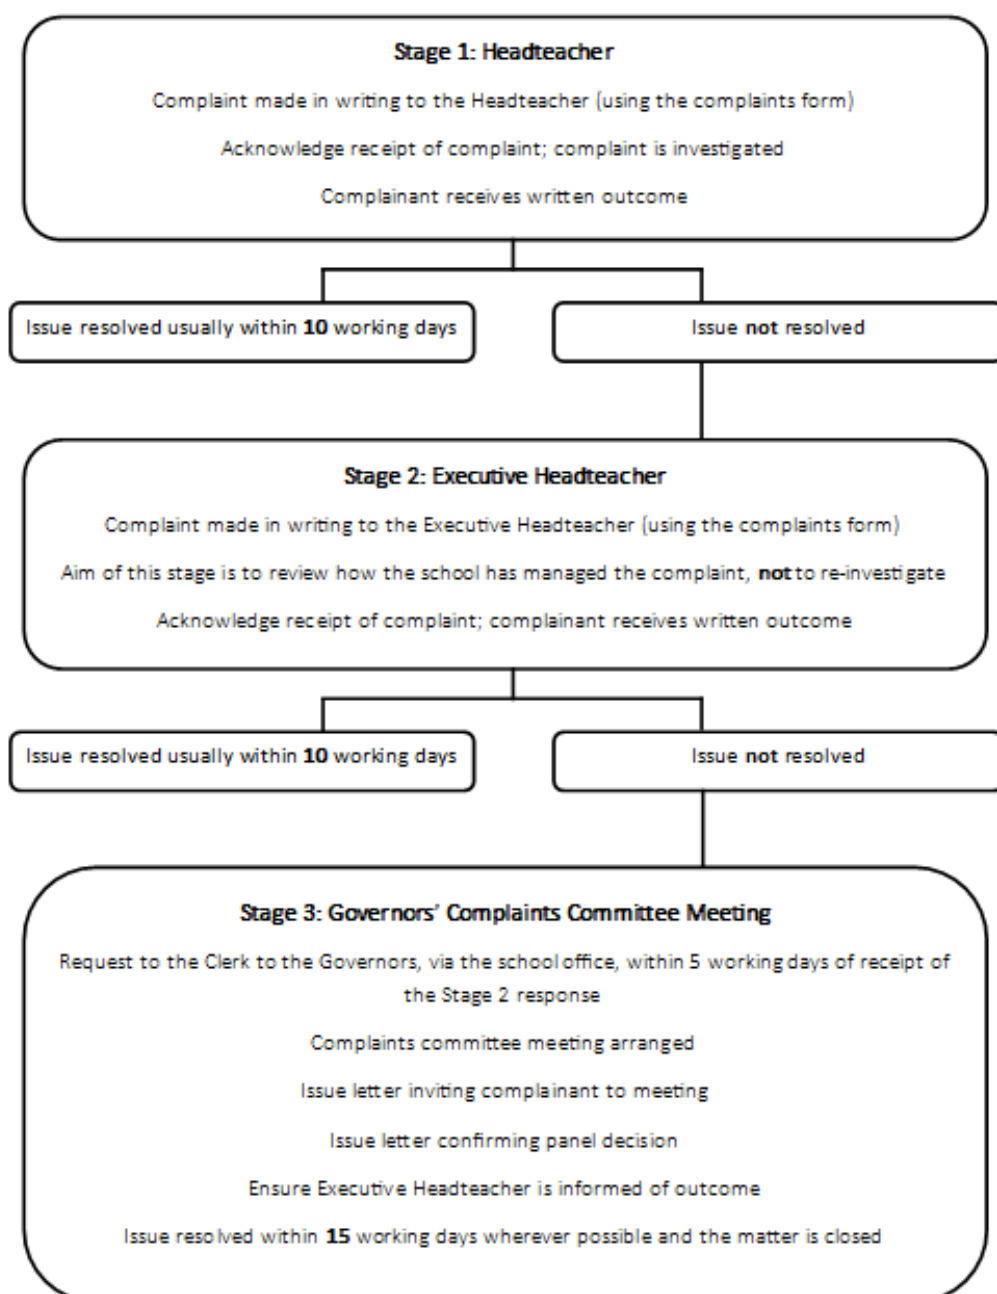 Stage 1: Headteacher
Complaint made in writing to the Headteacher (using the complaints form)
Acknowledge receipt of complaint; complaint is investigated
Complainant receives written outcome
Issue resolved usually within 10 working days
Issue not resolved
Stage 2: Executive Headteacher
Complaint made in writing to the Executive Headteacher (using the complaints form)
Aim of this stage is to review how the school has managed the complaint, not to re-investigate
Acknowledge receipt of complaint; complainant receives written outcome
Issue resolved usually within 10 working days
Issue not resolved
Stage 3: Governors' Complaints Committee Meeting
Request to the Clerk to the Governors, via the school office, within 5 working days of receipt of
the Stage 2 response
Complaints committee meeting arranged
Issue letter inviting complainant to meeting
Issue letter confirming panel decision
Ensure Executive Headteacher is informed of outcome
Issue resolved within 15 working days wherever possible and the matter is closed